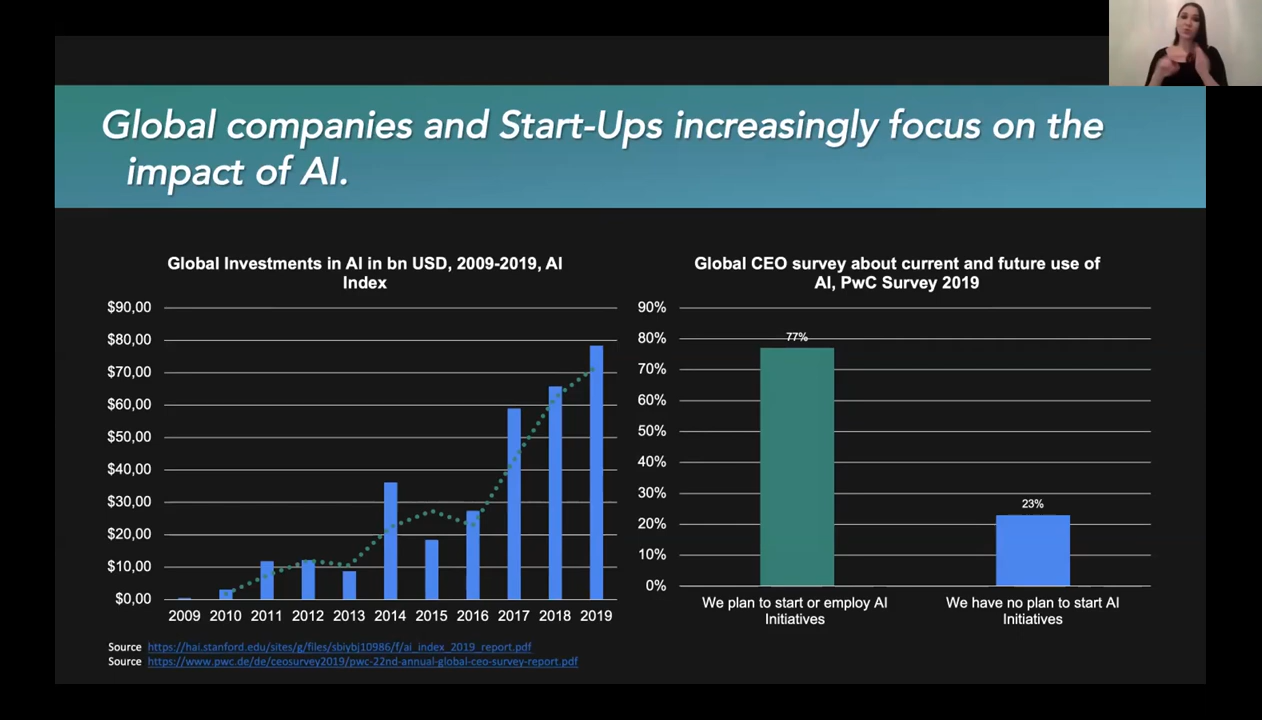 Global companies and Start-Ups increasingly focus on the
impact of AI.
Global Investments in AI in bn USD, 2009-2019, AI
Index
$90,00
$80,00
$70,00
$60,00
$50,00
$40,00
$30,00
$20,00
$10,00
$0,00
2009 2010 2011 2012 2013 2014 2015 2016 2017 2018 2019
Global CEO survey about current and future use of
AI, PwC Survey 2019
90%
80%
70%
60%
50%
40%
30%
20%
10%
0%
77%
23%
We plan to start or employ AI
Initiatives
We have no plan to start AI
Initiatives
Source https://hai.stanford.edu/sites/g/files/sbiybj10986/f/ai_index_2019_report.pdf
Source https://www.pwc.de/de/ceosurvey2019/pwc-22nd-annual-global-ceo-survey-report.pdf